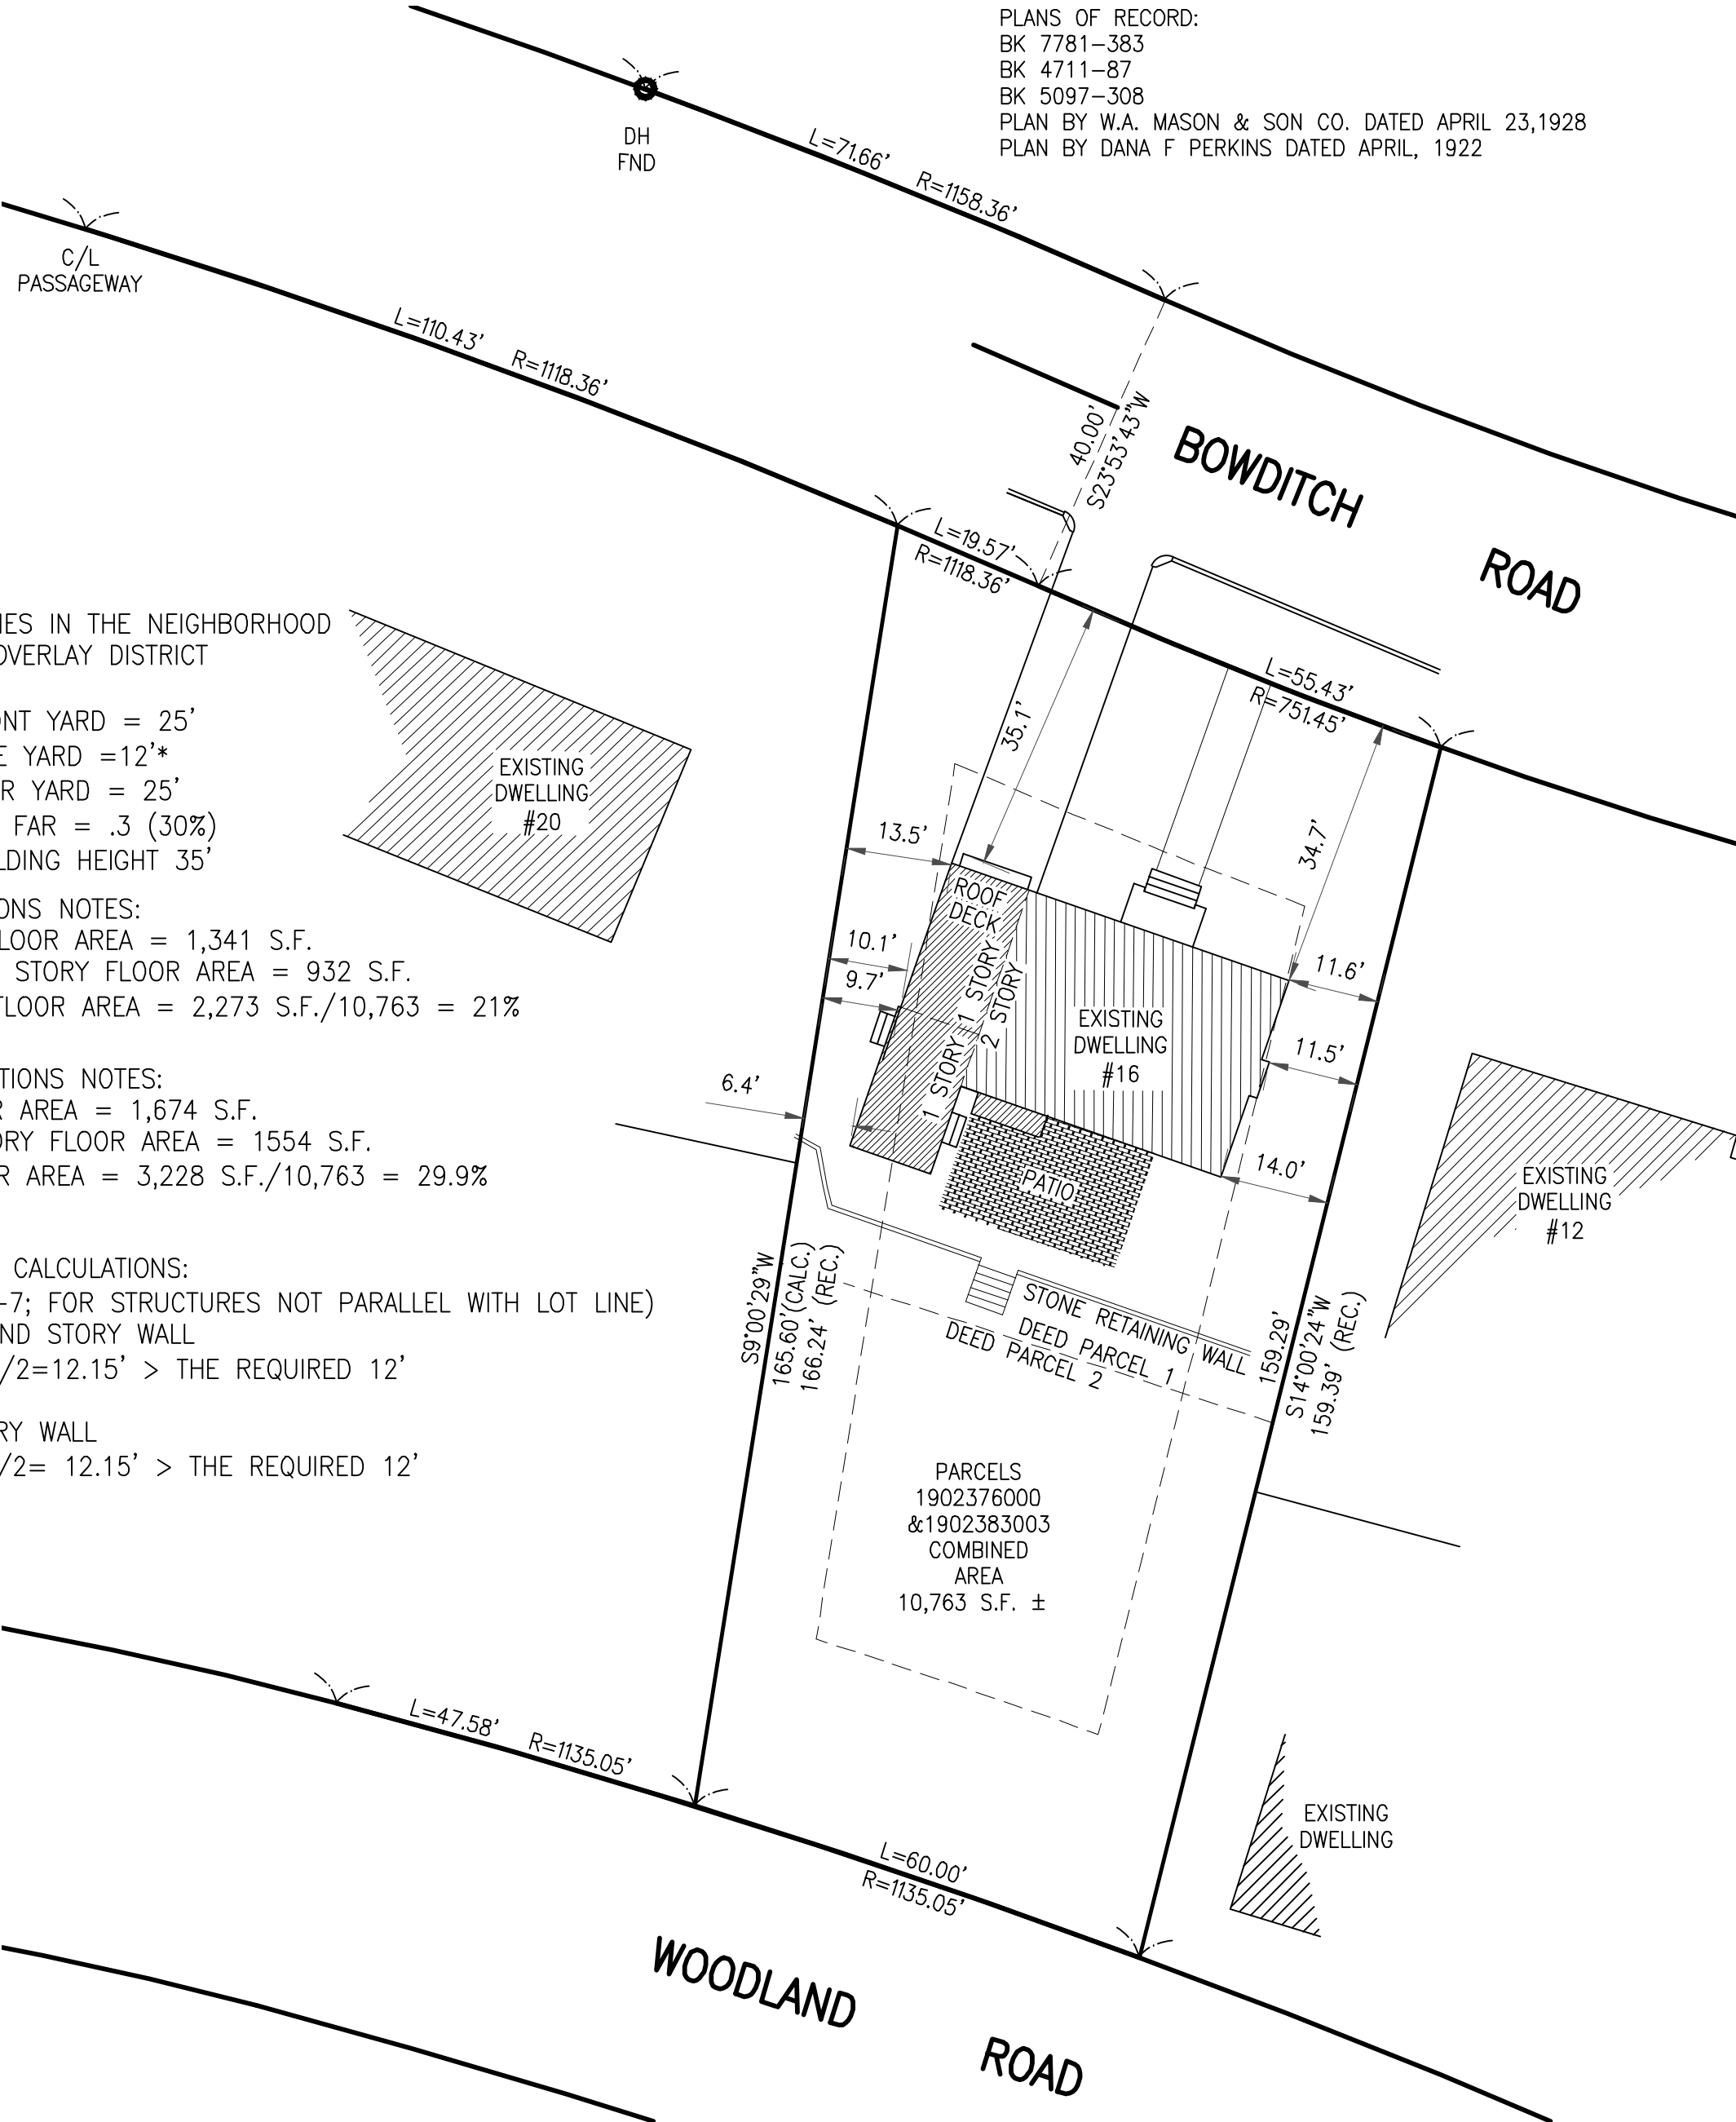 PLANS OF RECORD:
BK 7781-383
BK 4711-87
BK 5097-308
PLAN BY W.A. MASON & SON CO. DATED APRIL 23,1928
PLAN BY DANA F PERKINS DATED APRIL, 1922
DH
FND
L=71.66'
R=1158.36'
C/L
PASSAGEWAY
L=110.43'
R=1118.36'
40.00'
S23°53'43"W
BOWDITCH
ROAD
L=19.57'
R=1118.36'
L=55.43'
R=751.45'
IN THE NEIGHBORHOOD
OVERLAY DISTRICT
YARD = 25'
YARD =12'*
YARD = 25'
FAR = .3 (30%)
HEIGHT 35'
NOTES:
AREA = 1,341 S.F.
STORY FLOOR AREA = 932 S.F.
FLOOR AREA = 2,273 S.F./10,763 = 21%
NOTES:
AREA = 1,674 S.F.
FLOOR AREA = 1554 S.F.
AREA = 3,228 S.F./10,763 = 29.9%
CALCULATIONS:
-7; FOR STRUCTURES NOT PARALLEL WITH LOT LINE)
STORY WALL
/2=12.15' > THE REQUIRED 12'
WALL
/2= 12.15' > THE REQUIRED 12'
EXISTING
DWELLING
#20
35.1'
34.7'
13.5'
10.1'
9.7'
6.4'
11.6'
11.5'
14.0'
ROOF
DECK
1 STORY
1 STORY
2 STORY
EXISTING
DWELLING
#16
PATIO
EXISTING
DWELLING
#12
STONE RETAINING WALL
DEED PARCEL 1
DEED PARCEL 2
S9°00'29"W
165.60'(CALC.)
166.24' (REC.)
159.29'
S14°00'24"W
159.39' (REC.)
PARCELS
1902376000
&1902383003
COMBINED
AREA
10,763 S.F. ±
L=47.58'
R=1135.05'
L=60.00'
R=1135.05'
EXISTING
DWELLING
WOODLAND
ROAD